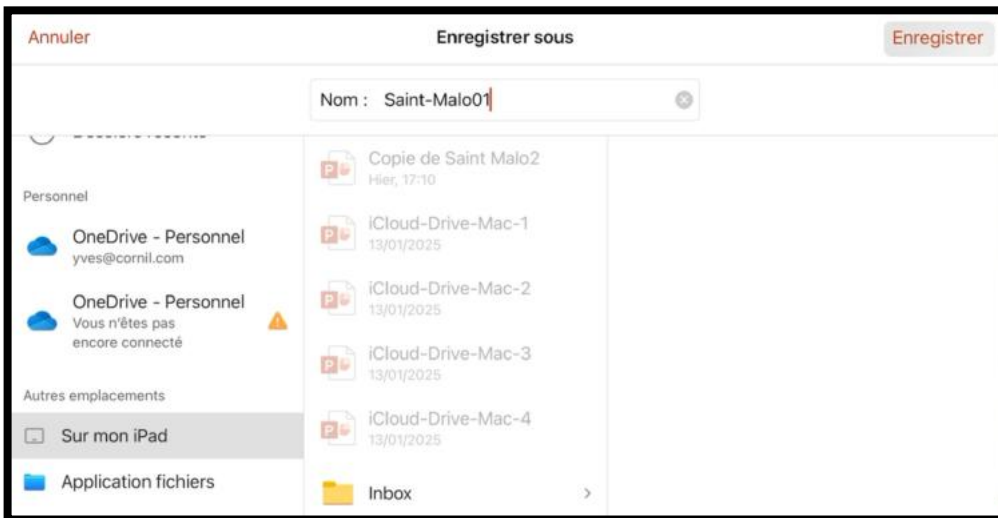 Annuler
Enregistrer sous
Enregistrer
Nom : Saint-Malo01
Personnel
OneDrive - Personnel
yves@cornil.com
OneDrive - Personnel
Vous n'êtes pas
encore connecté
Autres emplacements
Sur mon iPad
Application fichiers
Copie de Saint Malo2
Hier, 17:10
iCloud-Drive-Mac-1
13/01/2025
iCloud-Drive-Mac-2
13/01/2025
iCloud-Drive-Mac-3
13/01/2025
iCloud-Drive-Mac-4
13/01/2025
Inbox